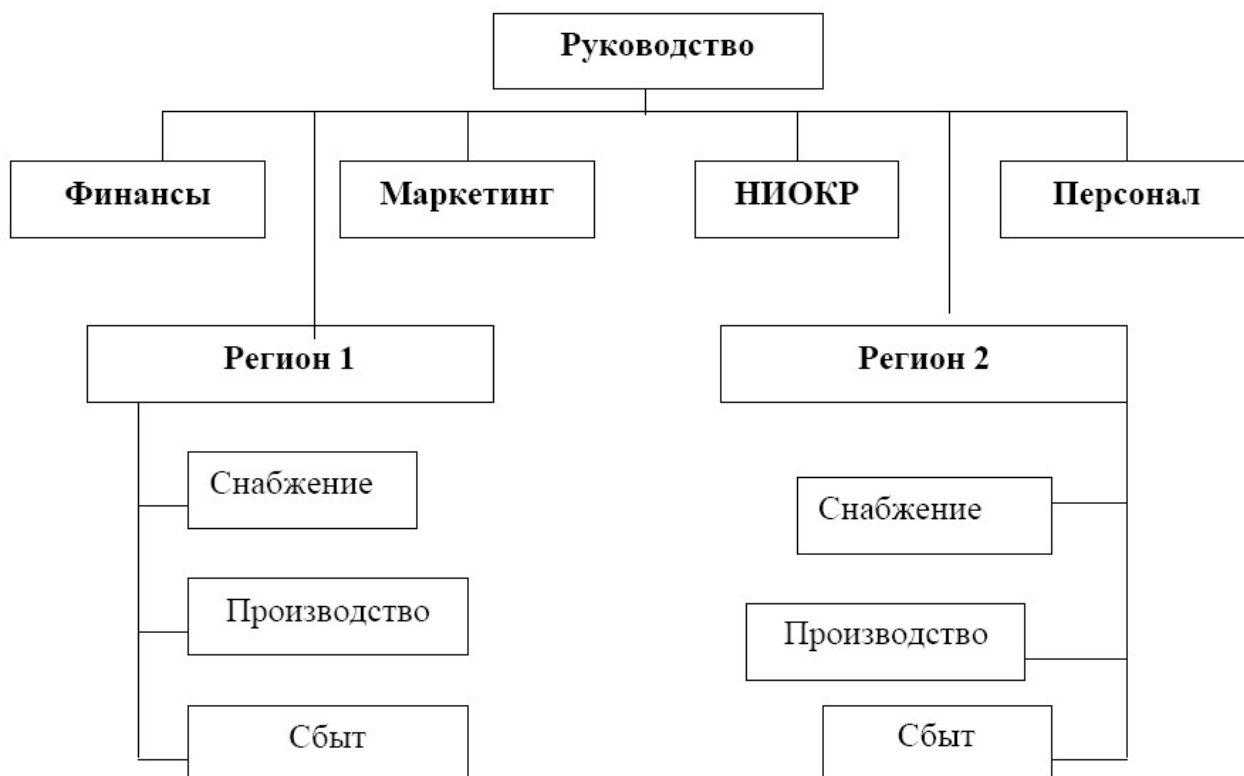 Руководство
Финансы
Маркетинг
НИОКР
Персонал
Регион 1
Регион 2
Снабжение
Производство
Сбыт
Снабжение
Производство
Сбыт